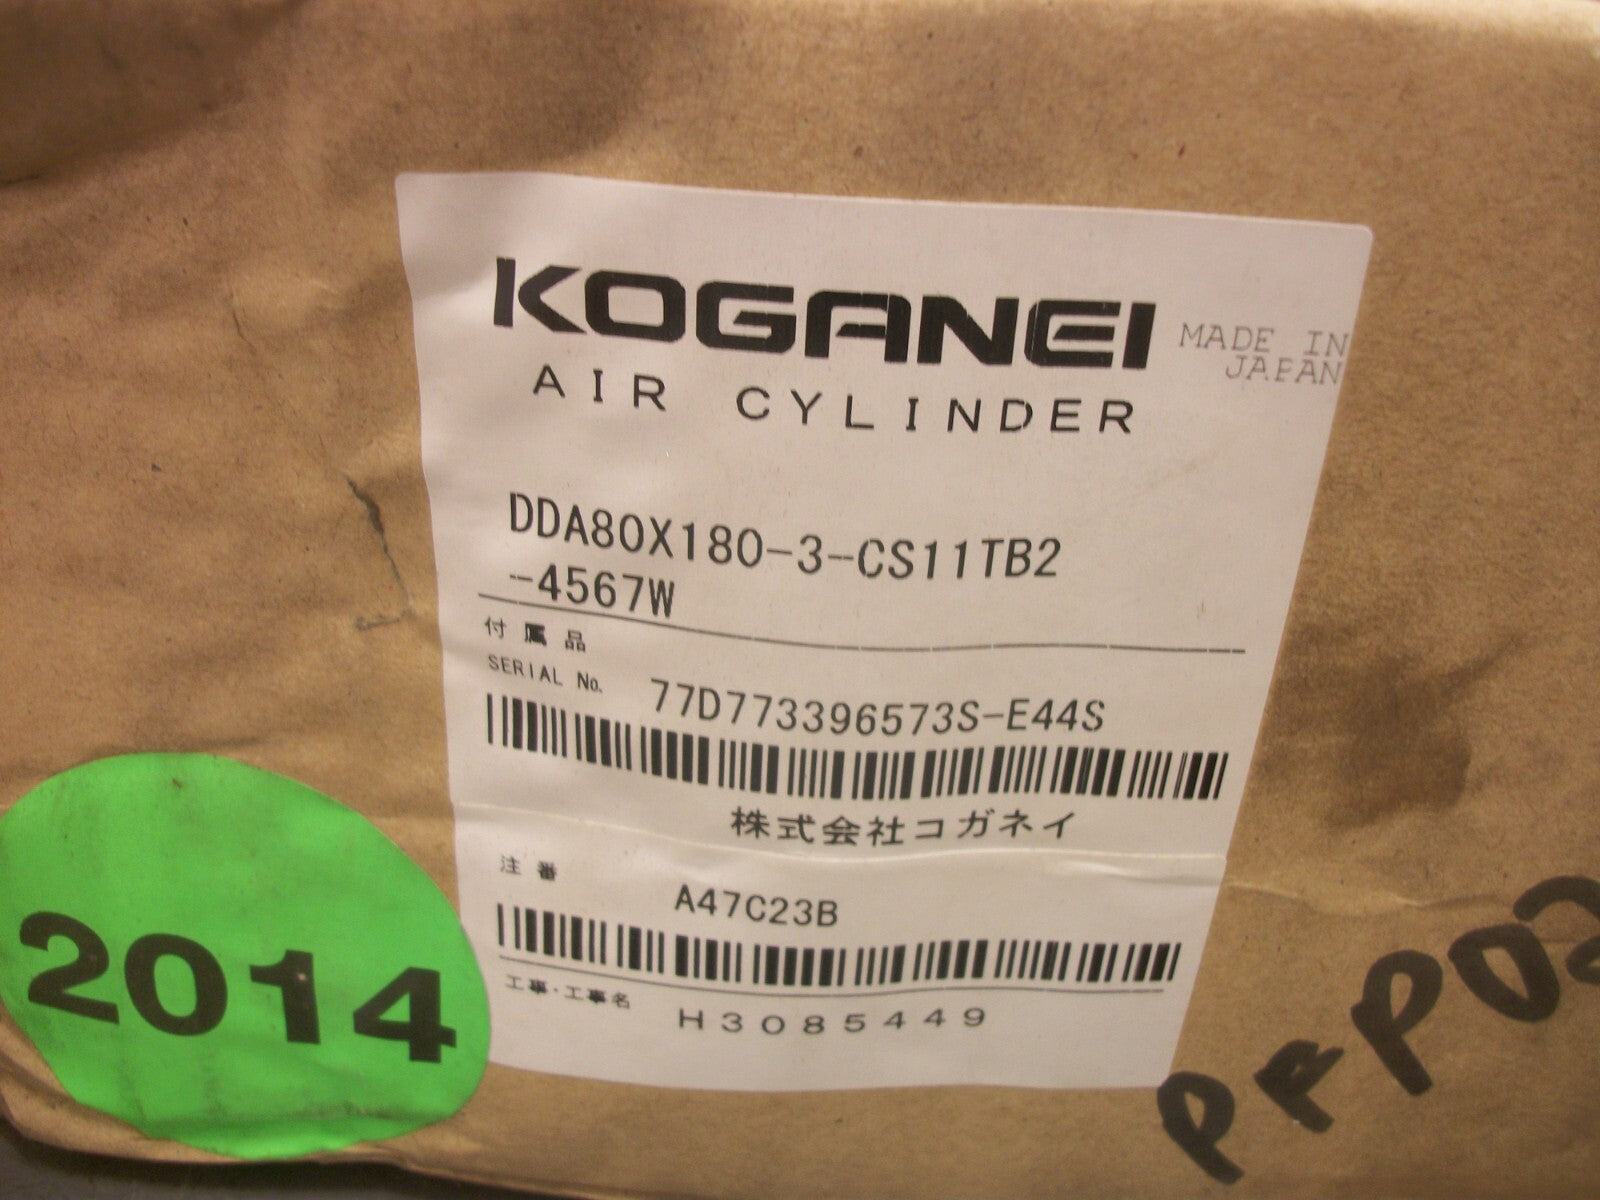 KOGANEI
MADE IN
JAPAN
AIR CYLINDER
DDA80X180-3-CS11TB2
-4567W
付属品
SERIAL No. 77D773396573S-E44S
株式会社コガネイ
注番 A47C23B
工事・工事名 H3085449
2014
PFP02